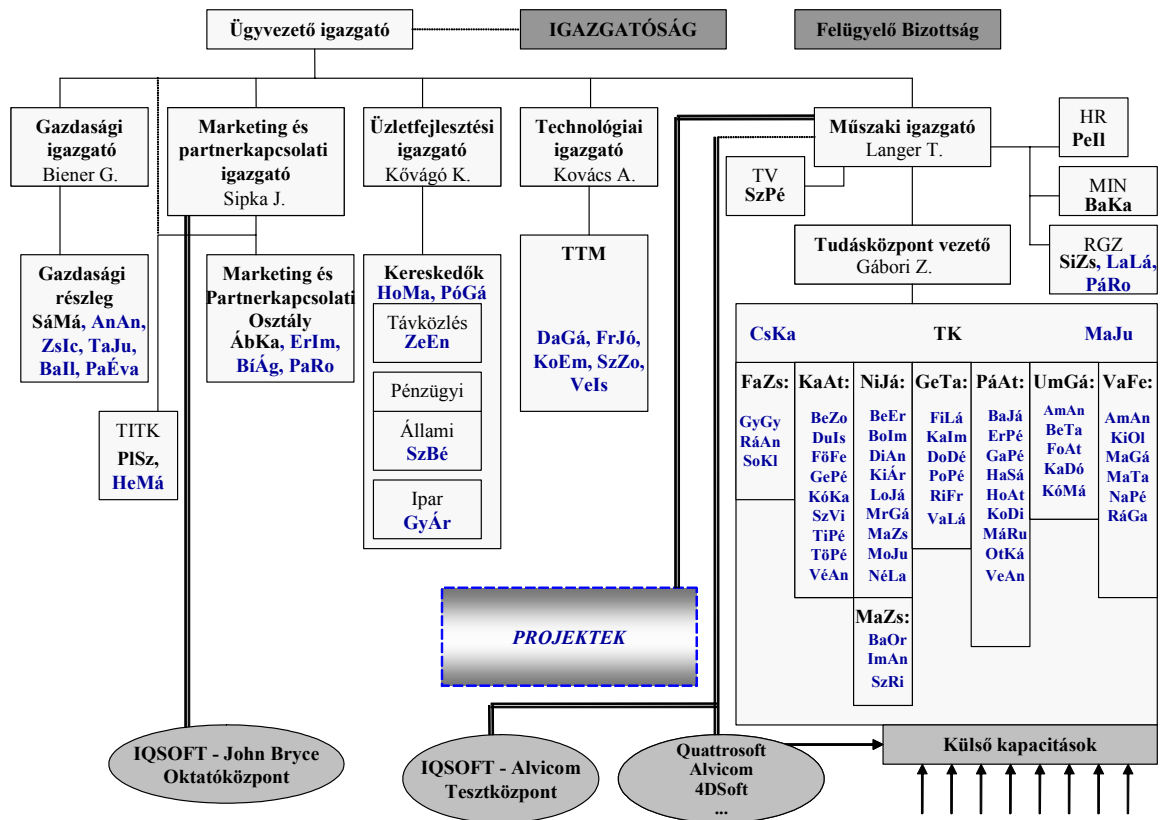 Ügyvezető igazgató
IGAZGATÓSÁG
Felügyelő Bizottság
Gazdasági
igazgató
Biener G.
Marketing és
partnerkapcsolati
igazgató
Sipka J.
Üzletfejlesztési
igazgató
Kővágó K.
Technológiai
igazgató
Kovács A.
Műszaki igazgató
Langer T.
HR
PeIl
TV
SzPé
MIN
BaKa
RGZ
SiZs, LaLá,
PáRo
Tudásközpont vezető
Gábori Z.
Gazdasági
részleg
SáMá, AnAn,
ZsIc, TaJu,
BaIl, PaÉva
Marketing és
Partnerkapcsolati
Osztály
ÁbKa, ErIm,
BíÁg, PaRo
TITK
PlSz,
HeMá
Kereskedők
HoMa, PóGá
Távközlés
ZeEn
Pénzügyi
Állami
SzBé
Ipar
GyÁr
TTM
DaGá, FrJó,
KoEm, SzZo,
VeIs
CsKa
TK
MaJu
FaZs:
GyGy
RáAn
SoKl
KaAt:
BeZo
DuIs
FöFe
GePé
KóKa
SzVi
TiPé
TöPé
VéAn
NiJá:
BeEr
BoIm
DiAn
KiÁr
LoJá
MrGá
MaZs
MoJu
NéLa
MaZs:
BaOr
ImAn
SzRi
GeTa:
FiLá
KaIm
DoDé
PoPé
RiFr
VaLá
PáAt:
BaJá
ErPé
GaPé
HaSá
HoAt
KoDi
MáRu
OtKá
VeAn
UmGá:
AmAn
BeTa
FoAt
KaDó
KóMá
VaFe:
AmAn
KiOl
MaGá
MaTa
NaPé
RáGa
PROJEKTEK
IQSOFT - John Bryce
Oktatóközpont
IQSOFT - Alvicom
Tesztközpont
Quattrosoft
Alvicom
4DSoft
...
Külső kapacitások